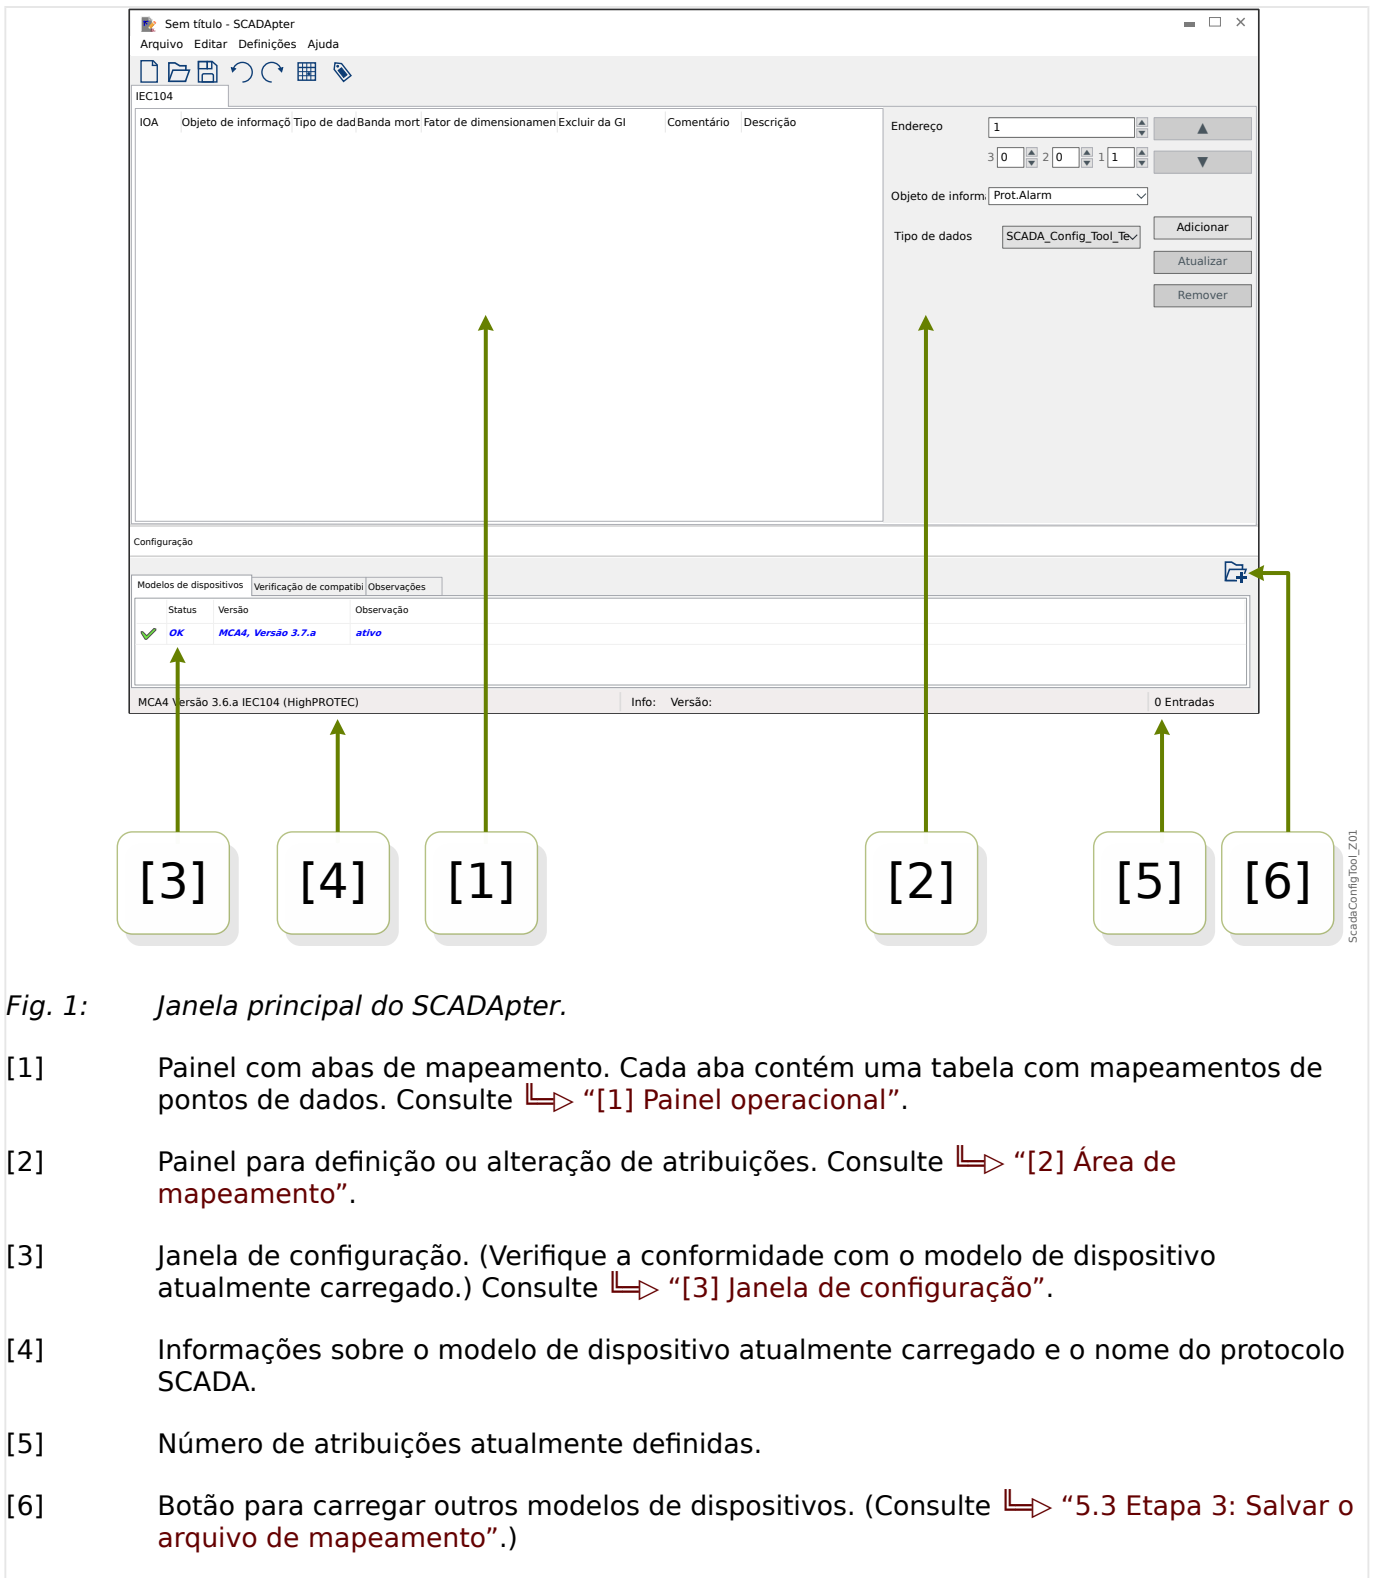 Sem título - SCADApter
Arquivo Editar Definições Ajuda
IEC104
IOA Objeto de informaçõ Tipo de dad Banda mort Fator de dimensionamen Excluir da GI Comentário Descrição
Endereço 1
3 0 2 0 1 1
Objeto de inform Prot.Alarm
Tipo de dados SCADA_Config_Tool_Te
Adicionar
Atualizar
Remover
Configuração
Modelos de dispositivos Verificação de compatibi Observações
Status Versão Observação
OK MCA4, Versão 3.7.a ativo
MCA4 Versão 3.6.a IEC104 (HighPROTEC) Info: Versão: 0 Entradas
[3] [4] [1] [2] [5] [6]
ScadaConfigTool_Z01
Fig. 1: Janela principal do SCADApter.
[1] Painel com abas de mapeamento. Cada aba contém uma tabela com mapeamentos de
pontos de dados. Consulte “[1] Painel operacional”.
[2] Painel para definição ou alteração de atribuições. Consulte “[2] Área de
mapeamento”.
[3] Janela de configuração. (Verifique a conformidade com o modelo de dispositivo
atualmente carregado.) Consulte “[3] Janela de configuração”.
[4] Informações sobre o modelo de dispositivo atualmente carregado e o nome do protocolo
SCADA.
[5] Número de atribuições atualmente definidas.
[6] Botão para carregar outros modelos de dispositivos. (Consulte “5.3 Etapa 3: Salvar o
arquivo de mapeamento”.)